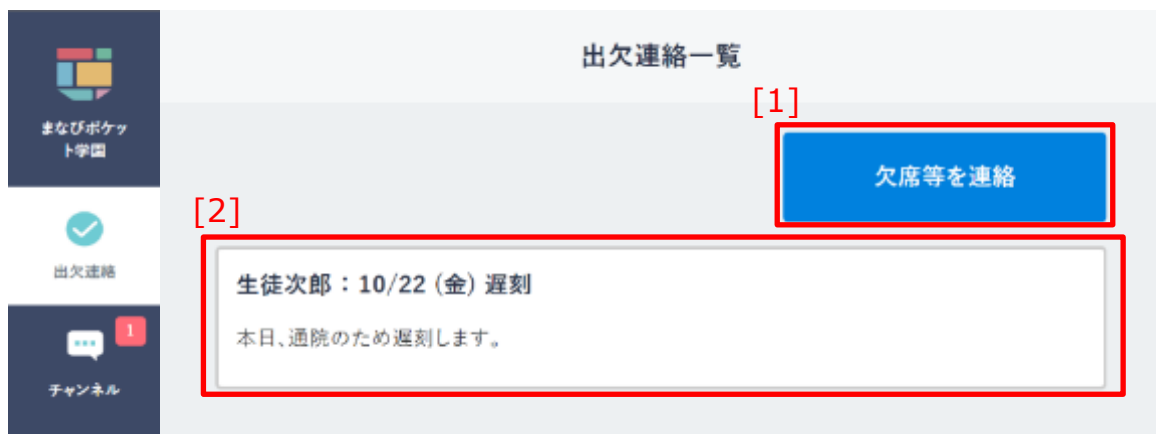 まなびポケッ
ト学園
出欠連絡
1
チャンネル
出欠連絡一覧
[1]
欠席等を連絡
[2]
生徒次郎：10/22 (金) 遅刻
本日、通院のため遅刻します。